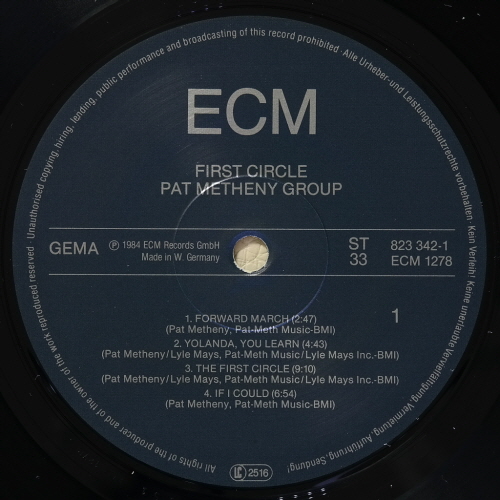 All rights of the producer and of the owner of the work reproduced reserved · Unauthorised copying, hiring, lending, public performance and broadcasting of this record prohibited · Alle Urheber- und Leistungsschutzrechte vorbehalten · Kein Verleih! Keine unerlaubte Vervielfältigung, Vermietung, Aufführung, Sendung!
ECM
FIRST CIRCLE
PAT METHENY GROUP
GEMA
℗ 1984 ECM Records GmbH
Made in W. Germany
ST
33
823 342-1
ECM 1278
1
1. FORWARD MARCH (2:47)
(Pat Metheny, Pat-Meth Music-BMI)
2. YOLANDA, YOU LEARN (4:43)
(Pat Metheny/Lyle Mays, Pat-Meth Music/Lyle Mays Inc.-BMI)
3. THE FIRST CIRCLE (9:10)
(Pat Metheny/Lyle Mays, Pat-Meth Music/Lyle Mays Inc.-BMI)
4. IF I COULD (6:54)
(Pat Metheny, Pat-Meth Music-BMI)
LC 2516